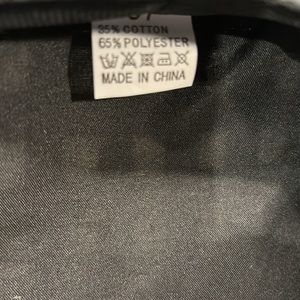 35% COTTON
65% POLYESTER
MADE IN CHINA